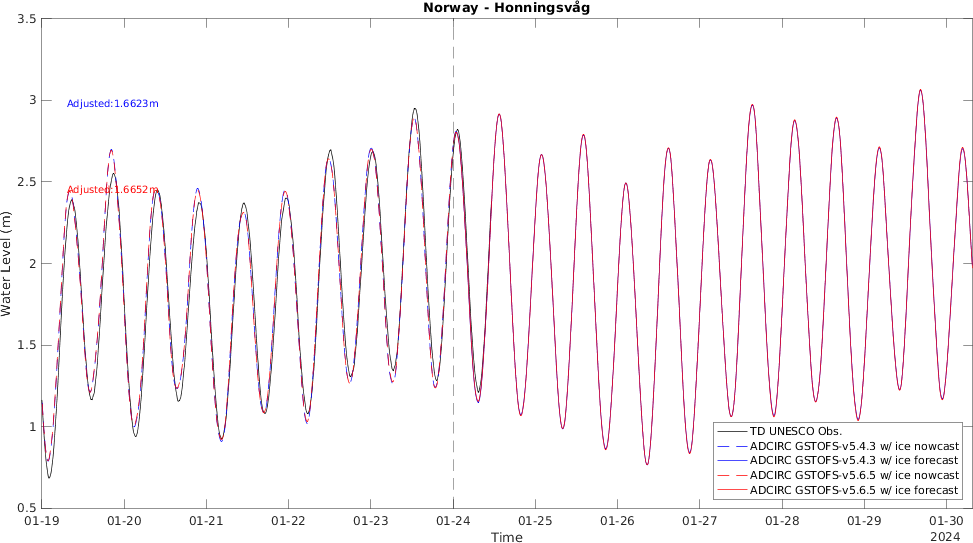 Norway - Honningsvåg
3.5
3
2.5
2
1.5
1
0.5
Water Level (m)
Adjusted:1.6623m
Adjusted:1.6652m
TD UNESCO Obs.
ADCIRC GSTOFS-v5.4.3 w/ ice nowcast
ADCIRC GSTOFS-v5.4.3 w/ ice forecast
ADCIRC GSTOFS-v5.6.5 w/ ice nowcast
ADCIRC GSTOFS-v5.6.5 w/ ice forecast
01-19 01-20 01-21 01-22 01-23 01-24 01-25 01-26 01-27 01-28 01-29 01-30
Time
2024